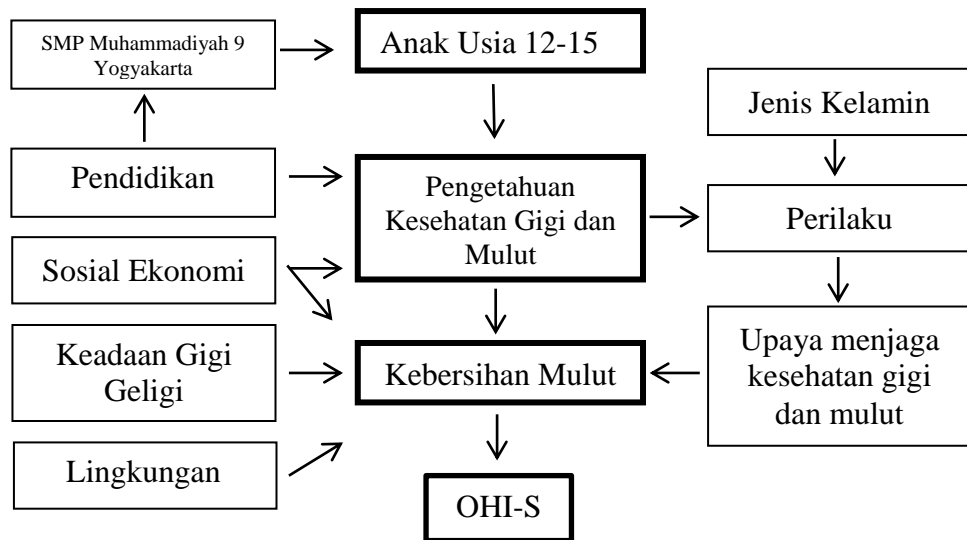 SMP Muhammadiyah 9
Yogyakarta
Anak Usia 12-15
Jenis Kelamin
Pendidikan
Pengetahuan
Kesehatan Gigi dan
Mulut
Perilaku
Sosial Ekonomi
Keadaan Gigi
Geligi
Kebersihan Mulut
Upaya menjaga
kesehatan gigi
dan mulut
Lingkungan
OHI-S